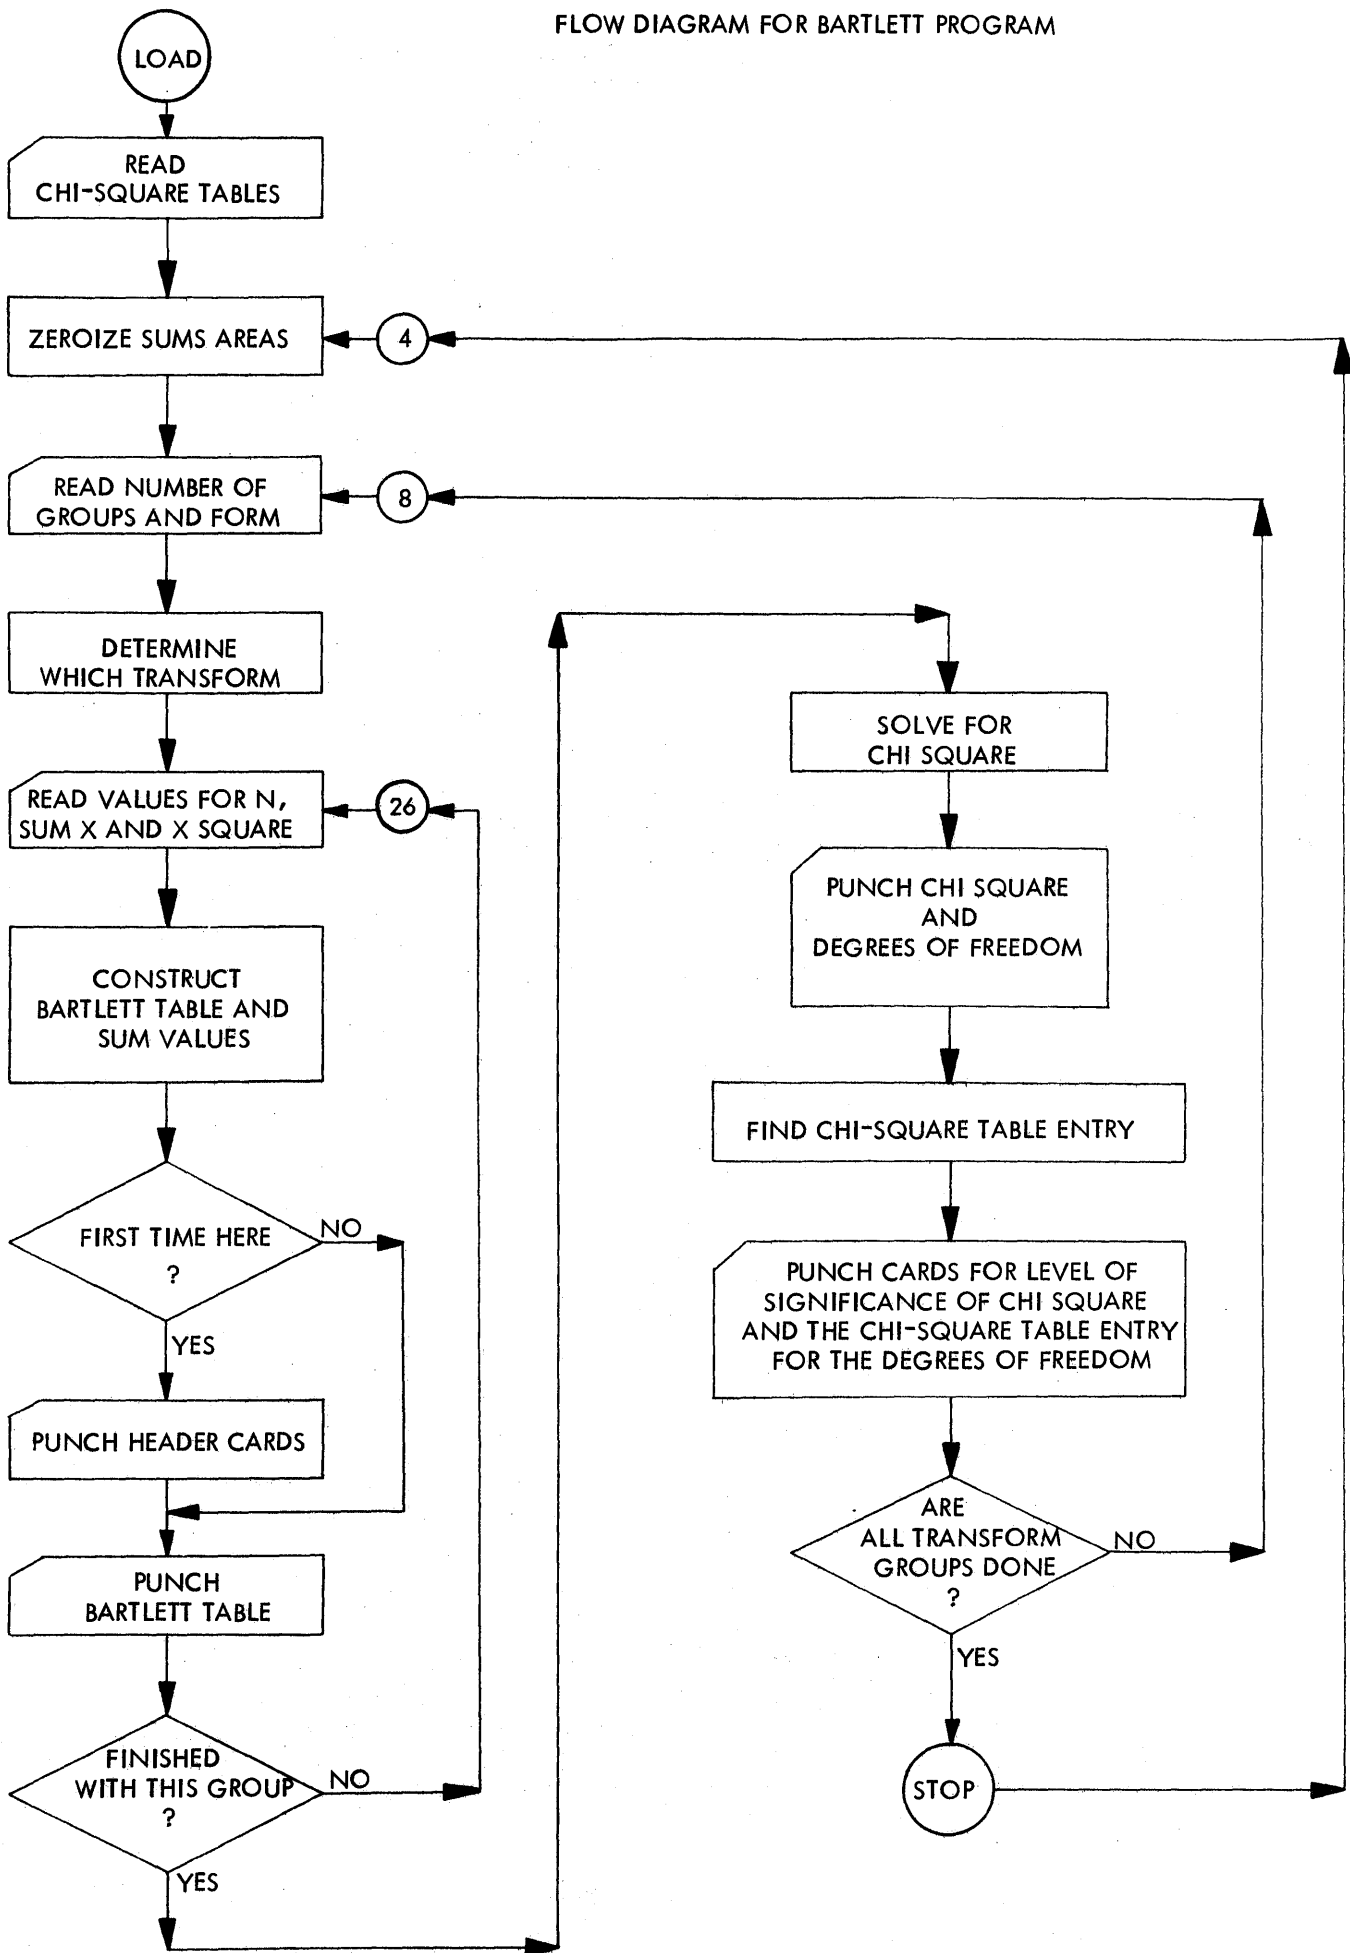 FLOW DIAGRAM FOR BARTLETT PROGRAM
LOAD
READ
CHI-SQUARE TABLES
ZEROIZE SUMS AREAS
4
READ NUMBER OF
GROUPS AND FORM
8
DETERMINE
WHICH TRANSFORM
READ VALUES FOR N,
SUM X AND X SQUARE
26
CONSTRUCT
BARTLETT TABLE AND
SUM VALUES
FIRST TIME HERE
?
NO
YES
PUNCH HEADER CARDS
PUNCH
BARTLETT TABLE
FINISHED
WITH THIS GROUP
?
NO
YES
SOLVE FOR
CHI SQUARE
PUNCH CHI SQUARE
AND
DEGREES OF FREEDOM
FIND CHI-SQUARE TABLE ENTRY
PUNCH CARDS FOR LEVEL OF
SIGNIFICANCE OF CHI SQUARE
AND THE CHI-SQUARE TABLE ENTRY
FOR THE DEGREES OF FREEDOM
ARE
ALL TRANSFORM
GROUPS DONE
?
NO
YES
STOP